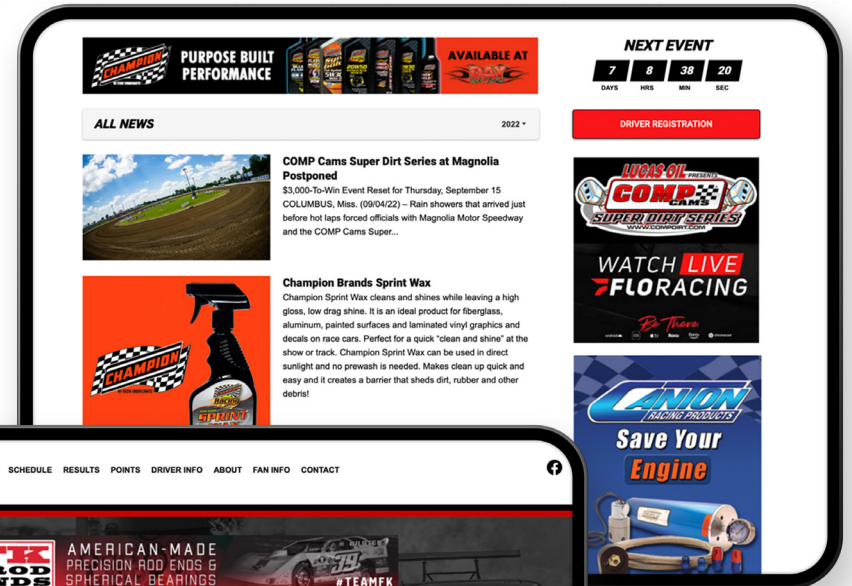 CHAMPION
PURPOSE BUILT
PERFORMANCE
AVAILABLE AT
NEXT EVENT
7 8 38 20
DAYS HRS MIN SEC
ALL NEWS
2022
DRIVER REGISTRATION
COMP Cams Super Dirt Series at Magnolia
Postponed
$3,000-To-Win Event Reset for Thursday, September 15
COLUMBUS, Miss. (09/04/22) – Rain showers that arrived just
before hot laps forced officials with Magnolia Motor Speedway
and the COMP Cams Super...
LUCAS OIL PRESENTS
COMP
CAMS
SUPER DIRT SERIES
WWW.COMPDIRT.COM
WATCH LIVE
FLORACING
Be There
Champion Brands Sprint Wax
Champion Sprint Wax cleans and shines while leaving a high
gloss, low drag shine. It is an ideal product for fiberglass,
aluminum, painted surfaces and laminated vinyl graphics and
decals on race cars. Perfect for a quick “clean and shine” at the
show or track. Champion Sprint Wax can be used in direct
sunlight and no prewash is needed. Makes clean up quick and
easy and it creates a barrier that sheds dirt, rubber and other
debris!
CHAMPION
Racing
SPRINT
WAX
CANTON
RACING PRODUCTS
Save Your
Engine
SCHEDULE RESULTS POINTS DRIVER INFO ABOUT FAN INFO CONTACT
AMERICAN-MADE
PRECISION ROD ENDS &
SPHERICAL BEARINGS
79
#TEAMFK